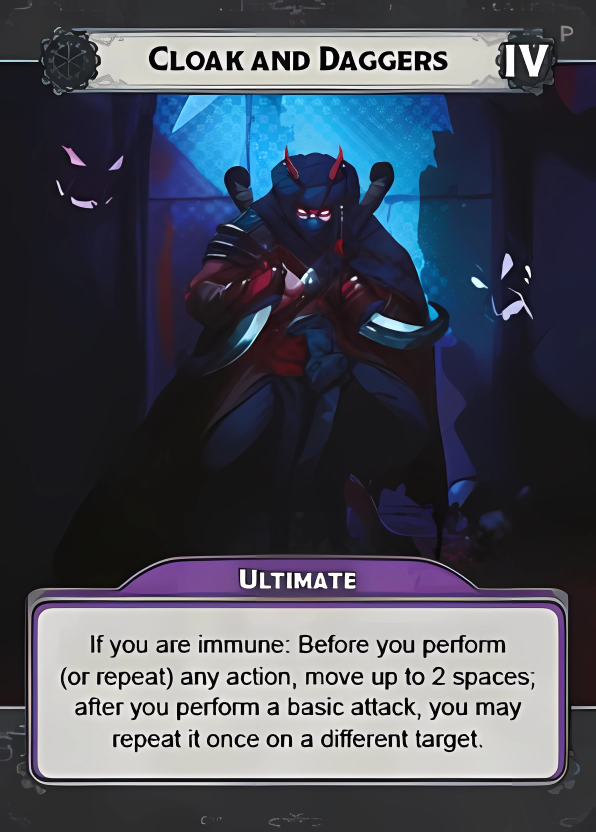 P
CLOAK AND DAGGERS
IV
ULTIMATE
If you are immune: Before you perform
(or repeat) any action, move up to 2 spaces;
after you perform a basic attack, you may
repeat it once on a different target.